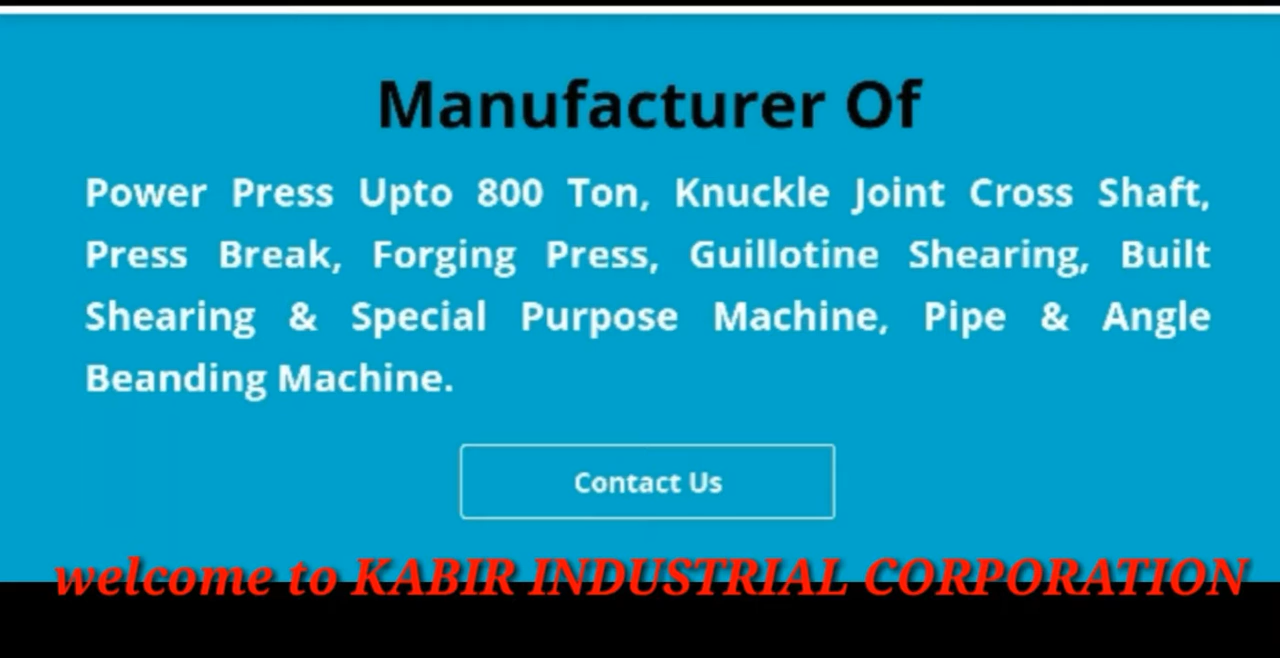 Manufacturer Of
Power Press Upto 800 Ton, Knuckle Joint Cross Shaft,
Press Break, Forging Press, Guillotine Shearing, Built
Shearing & Special Purpose Machine, Pipe & Angle
Beanding Machine.
Contact Us
welcome to KABIR INDUSTRIAL CORPORATION